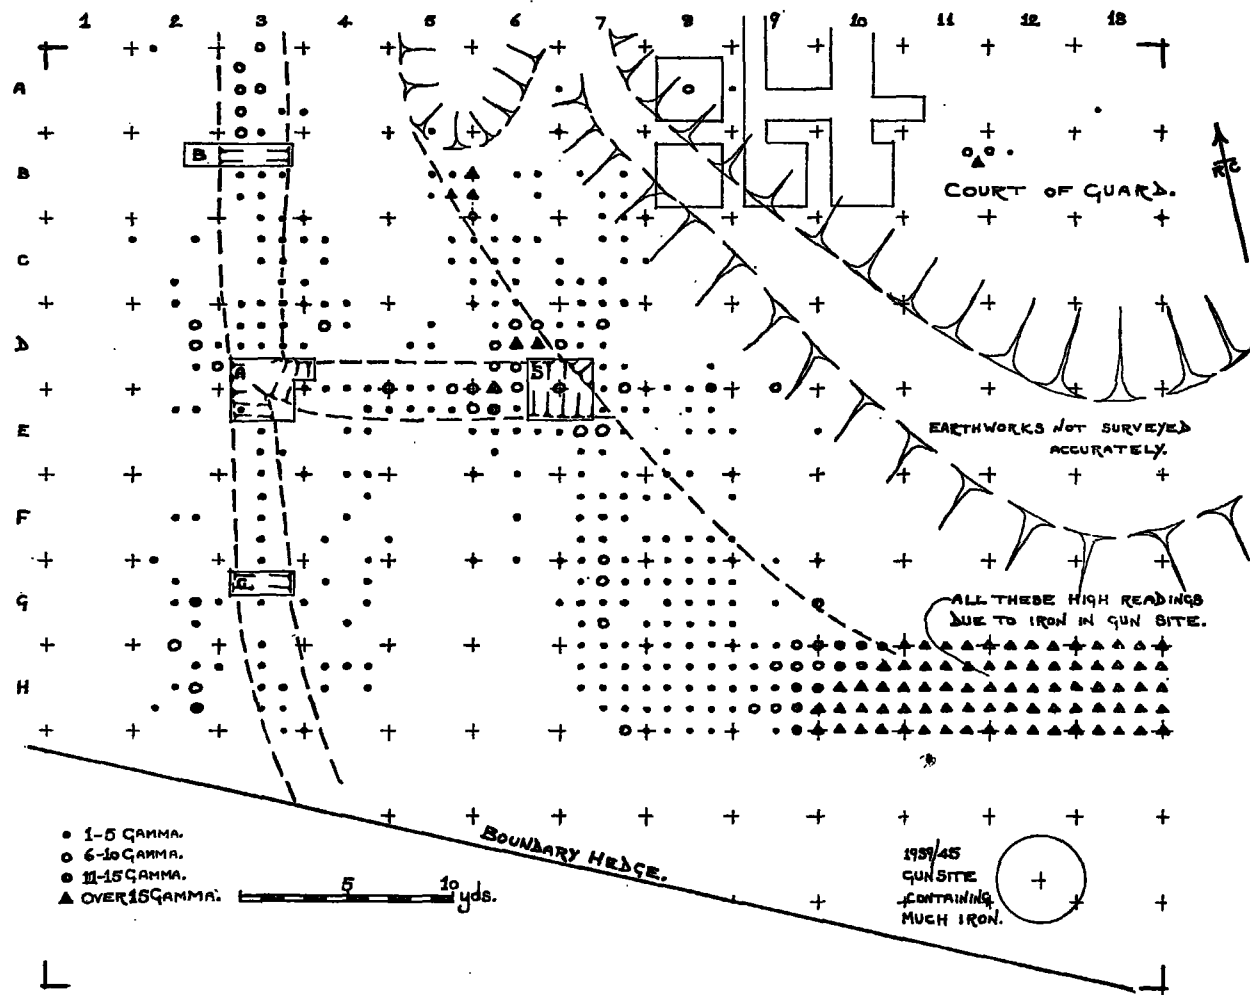 1 2 3 4 5 6 7 8 9 10 11 12 13
A
B
B
COURT OF GUARD.
C
D
A
5
E
EARTHWORKS NOT SURVEYED
ACCURATELY.
F
G
ALL THESE HIGH READINGS
DUE TO IRON IN GUN SITE.
H
BOUNDARY HEDGE.
1-5 GAMMA.
6-10 GAMMA.
11-15 GAMMA.
OVER 15 GAMMA.
5 10 yds.
1939/45
GUN SITE
CONTAINING
MUCH IRON.